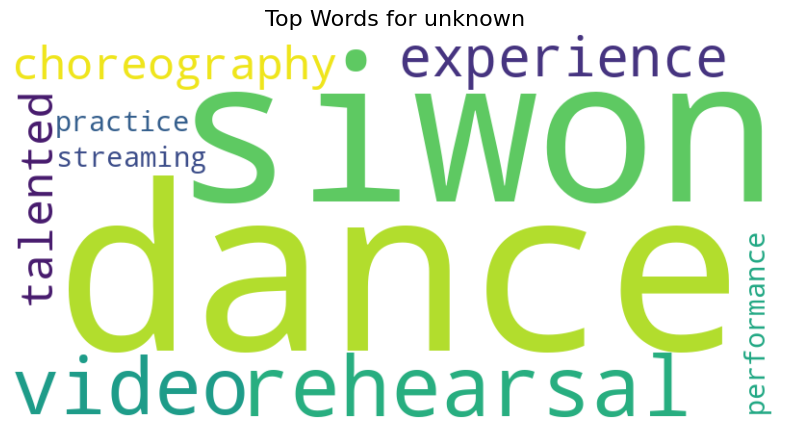 Top Words for unknown
choreography
experience
siwon
talented
practice
streaming
dance
performance
video
rehearsal